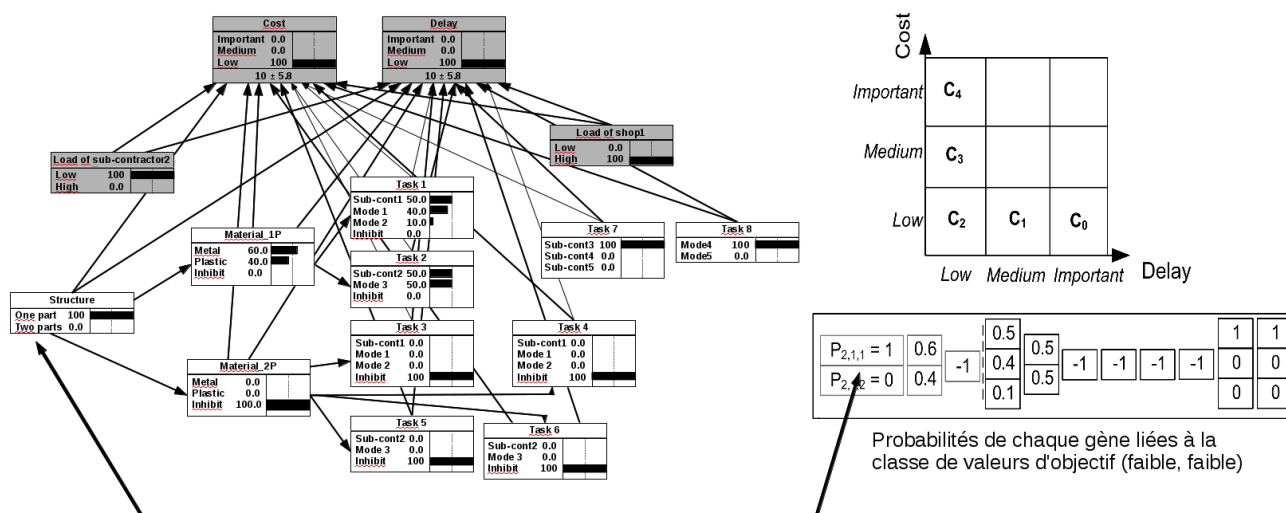 Cost
Important 0.0
Medium 0.0
Low 100
10 ± 5.8
Delay
Important 0.0
Medium 0.0
Low 100
10 ± 5.8
Load of sub-contractor2
Low 100
High 0.0
Load of shop1
Low 0.0
High 100
Task 1
Sub-cont1 50.0
Mode 1 40.0
Mode 2 10.0
Inhibit 0.0
Material_1P
Metal 60.0
Plastic 40.0
Inhibit 0.0
Task 2
Sub-cont2 50.0
Mode 3 50.0
Inhibit 0.0
Task 7
Sub-cont3 100
Sub-cont4 0.0
Sub-cont5 0.0
Task 8
Mode4 100
Mode5 0.0
Structure
One part 100
Two parts 0.0
Task 3
Sub-cont1 0.0
Mode 1 0.0
Mode 2 0.0
Inhibit 100
Task 4
Sub-cont1 0.0
Mode 1 0.0
Mode 2 0.0
Inhibit 100
Material_2P
Metal 0.0
Plastic 0.0
Inhibit 100.0
Task 5
Sub-cont2 0.0
Mode 3 0.0
Inhibit 100
Task 6
Sub-cont2 0.0
Mode 3 0.0
Inhibit 100
Cost
Important C4
Medium C3
Low C2 C1 C0
Low Medium Important Delay
P2,1,1 = 1 0.6 -1 0.5 0.5 -1 -1 -1 -1 1 1
= 0 0.4 0.4 0.5 0 0
0.1 0 0
Probabilités de chaque gène liées à la
classe de valeurs d'objectif (faible, faible)